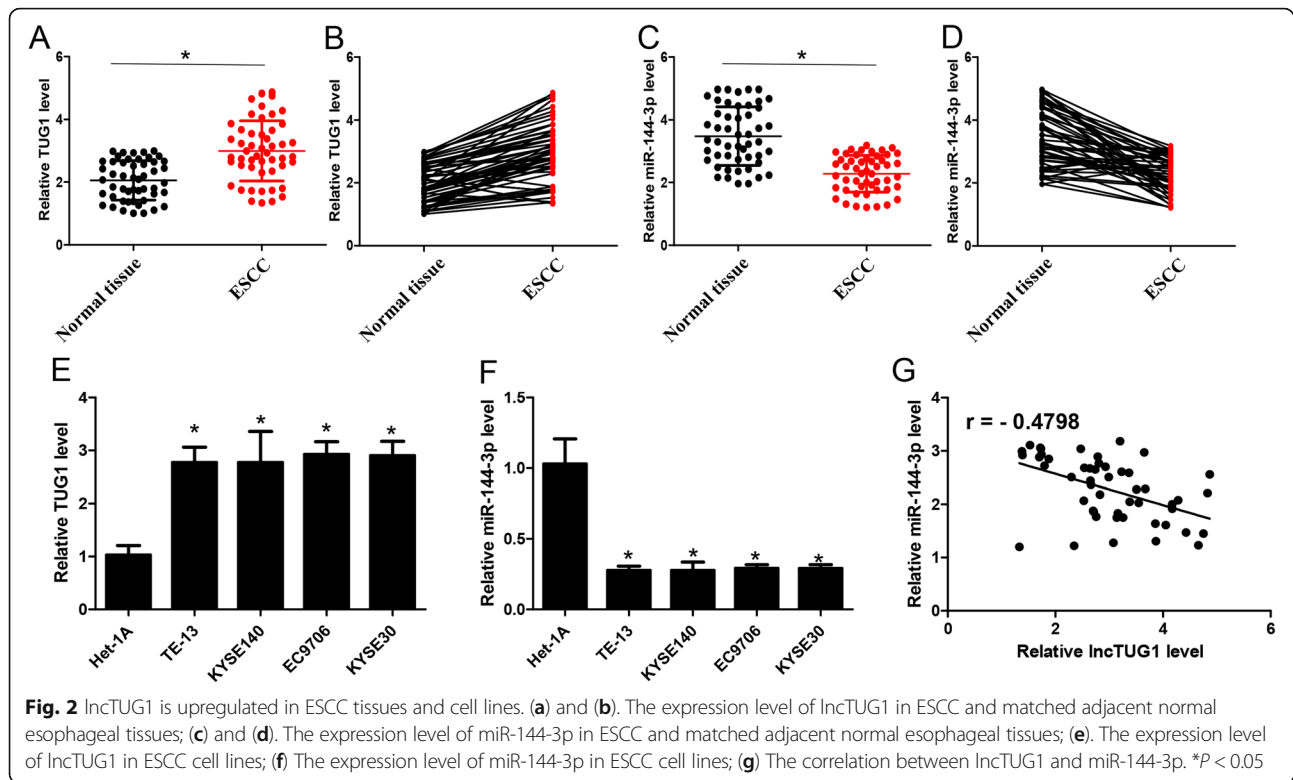 A
B
C
D
*
*
Relative TUG1 level
6
4
2
0
Normal tissue
ESCC
Relative TUG1 level
6
4
2
0
Normal tissue
ESCC
Relative miR-144-3p level
6
4
2
0
Normal tissue
ESCC
Relative miR-144-3p level
6
4
2
0
Normal tissue
ESCC
E
F
G
Relative TUG1 level
4
3
2
1
0
* * * *
Het-1A
TE-13
KYSE140
EC9706
KYSE30
Relative miR-144-3p level
1.5
1.0
0.5
0.0
* * * *
Het-1A
TE-13
KYSE140
EC9706
KYSE30
Relative miR-144-3p level
4
3
2
1
0
r = - 0.4798
0 2 4 6
Relative lncTUG1 level
Fig. 2 lncTUG1 is upregulated in ESCC tissues and cell lines. (a) and (b). The expression level of lncTUG1 in ESCC and matched adjacent normal
esophageal tissues; (c) and (d). The expression level of miR-144-3p in ESCC and matched adjacent normal esophageal tissues; (e). The expression level
of lncTUG1 in ESCC cell lines; (f) The expression level of miR-144-3p in ESCC cell lines; (g) The correlation between lncTUG1 and miR-144-3p. *P < 0.05